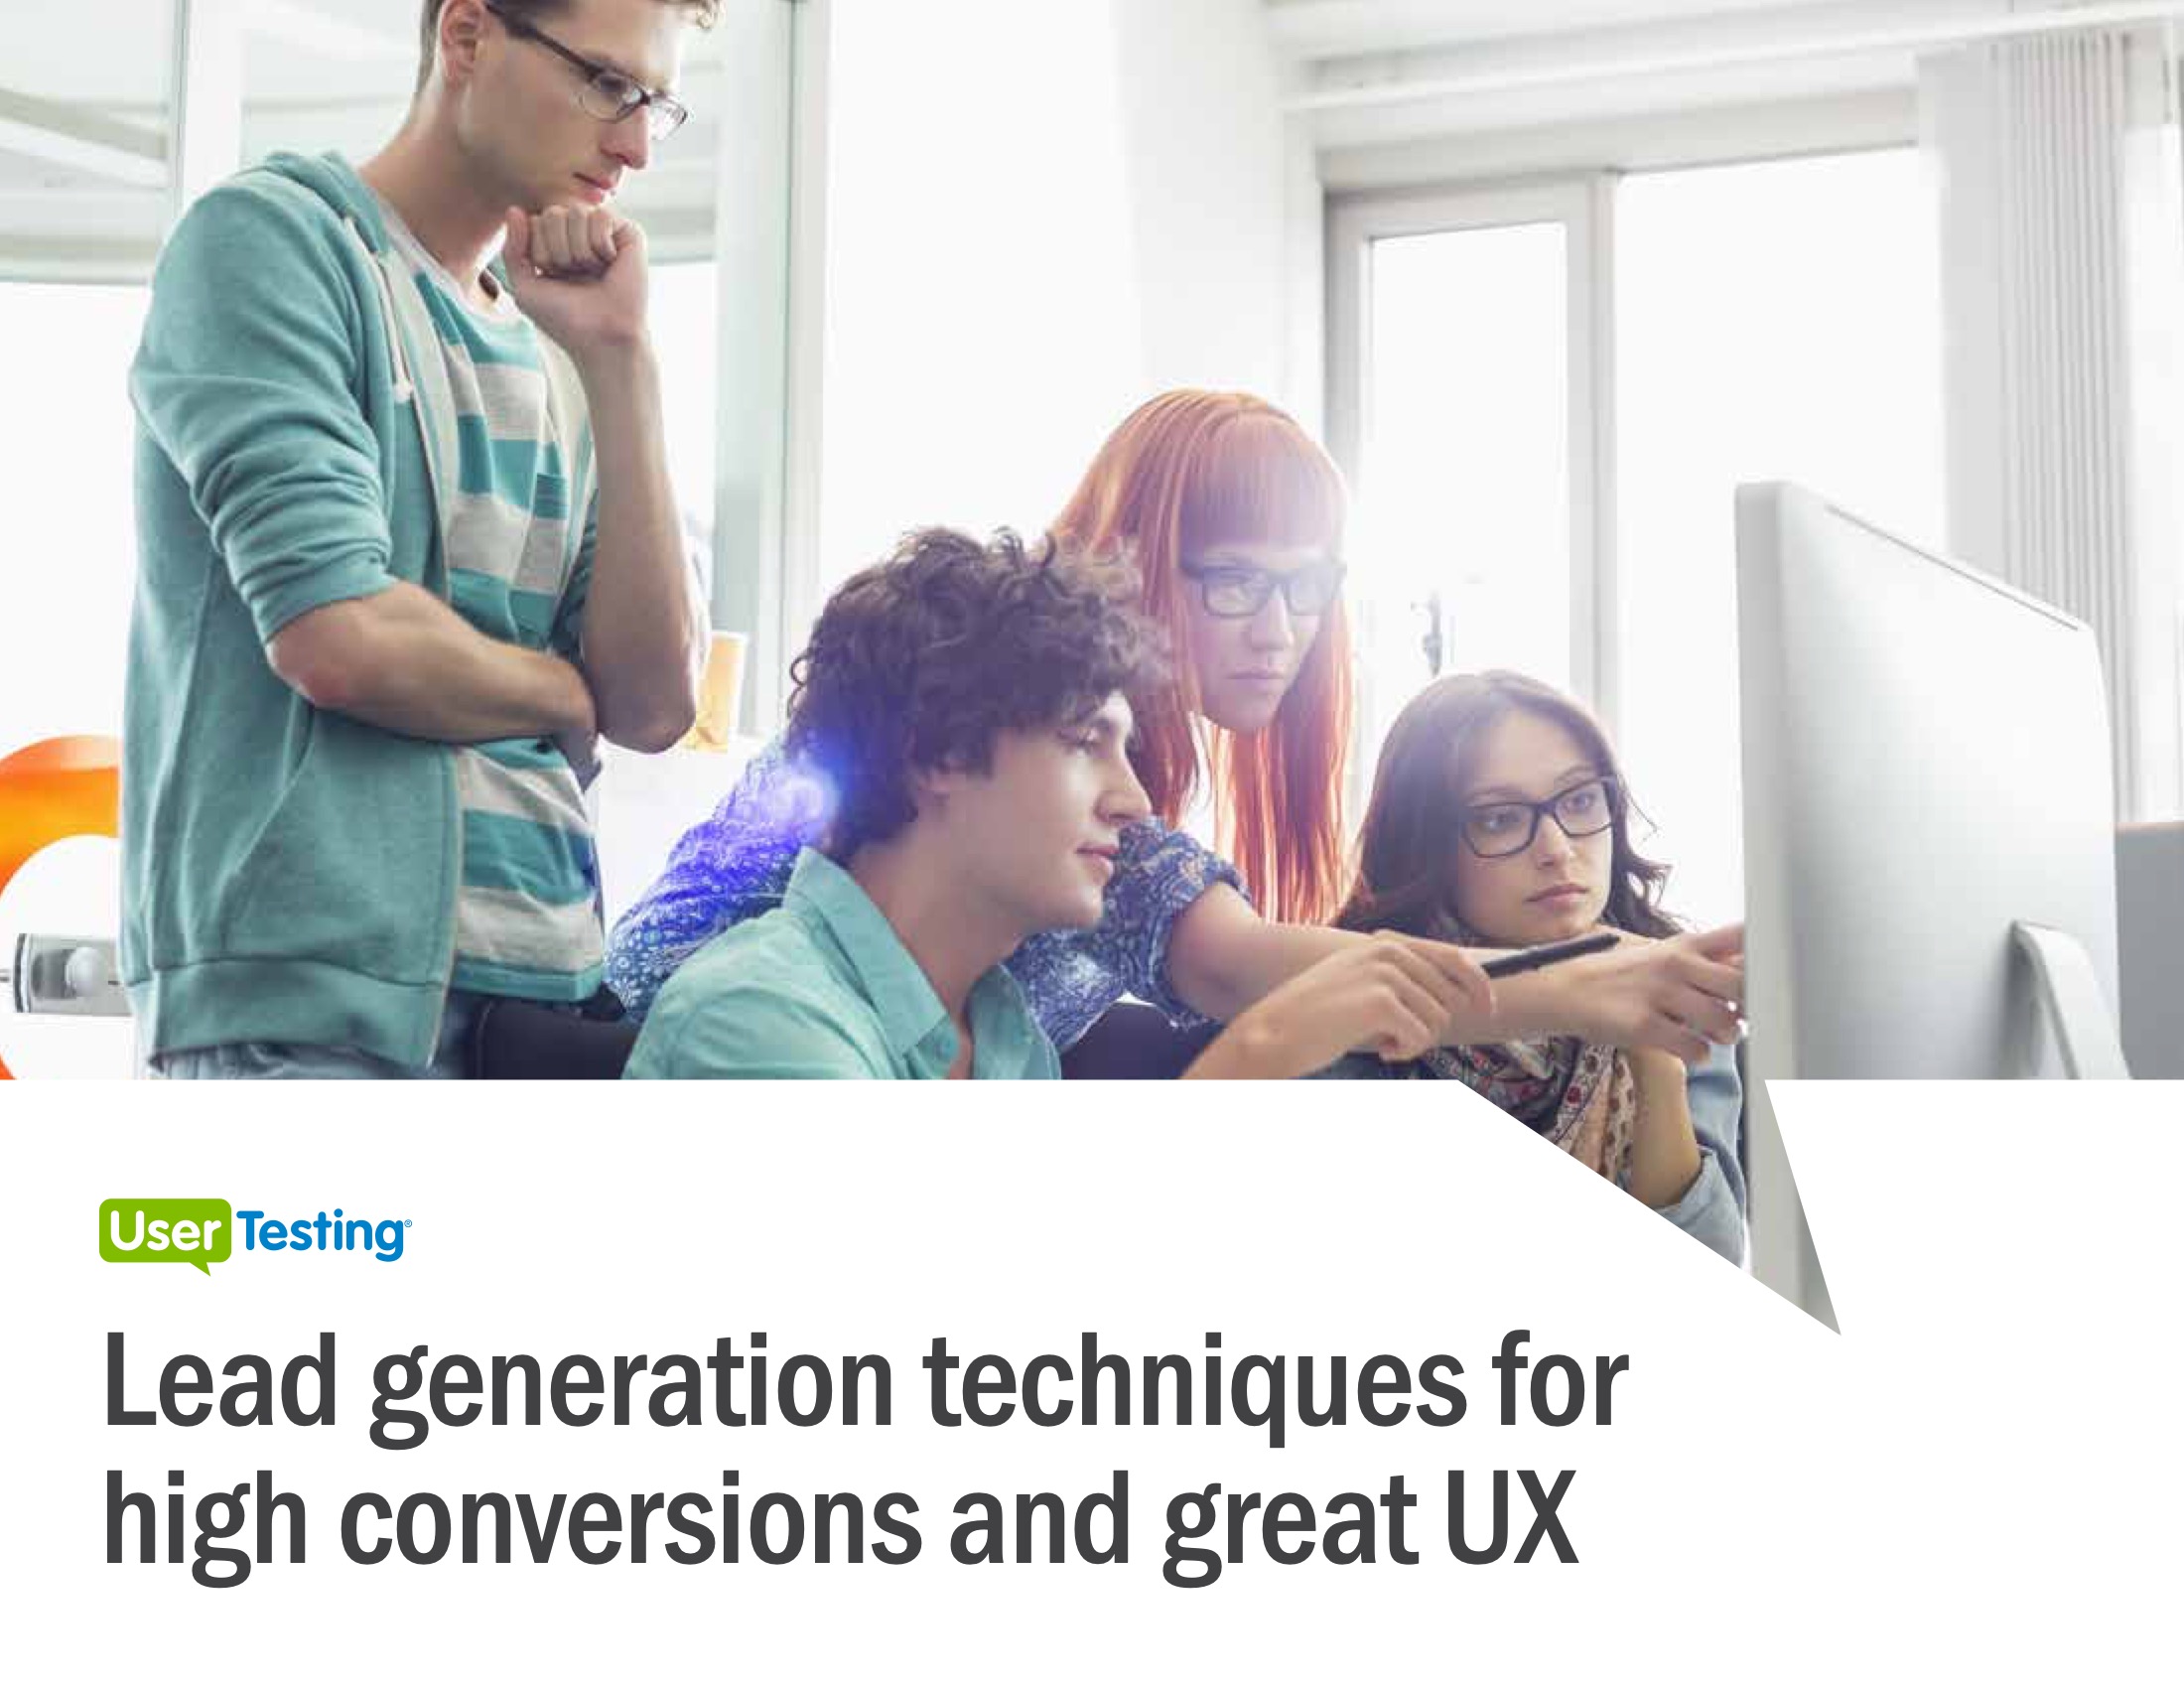 UserTesting®
Lead generation techniques for
high conversions and great UX